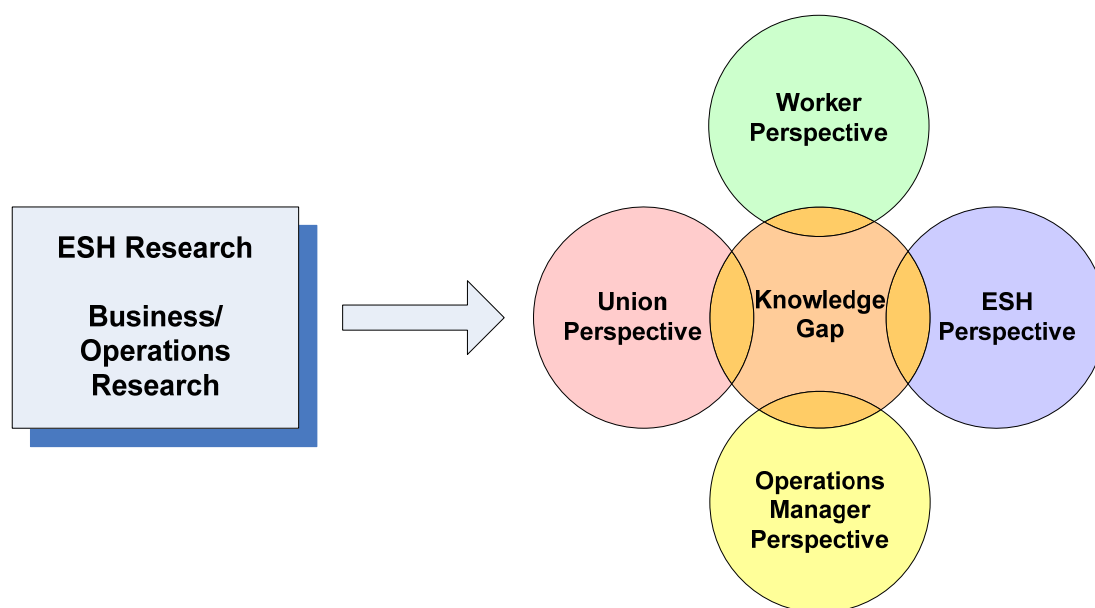 ESH Research
Business/
Operations
Research
Worker
Perspective
Union
Perspective
Knowledge
Gap
ESH
Perspective
Operations
Manager
Perspective